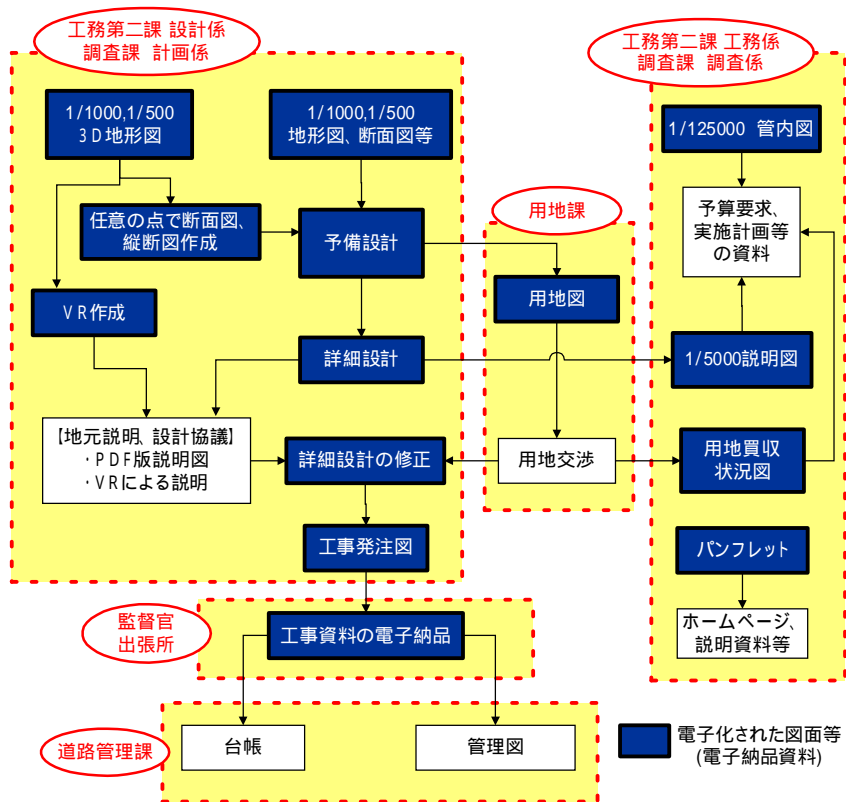 工務第二課 設計係
調査課 計画係
1/1000,1/500
3D地形図
1/1000,1/500
地形図、断面図等
任意の点で断面図、
縦断図作成
予備設計
VR作成
詳細設計
【地元説明、設計協議】
・PDF版説明図
・VRによる説明
詳細設計の修正
工事発注図
用地課
用地図
用地交渉
工務第二課 工務係
調査課 調査係
1/125000 管内図
予算要求、
実施計画等
の資料
1/5000説明図
用地買収
状況図
パンフレット
ホームページ、
説明資料等
監督官
出張所
工事資料の電子納品
道路管理課
台帳
管理図
電子化された図面等
(電子納品資料)